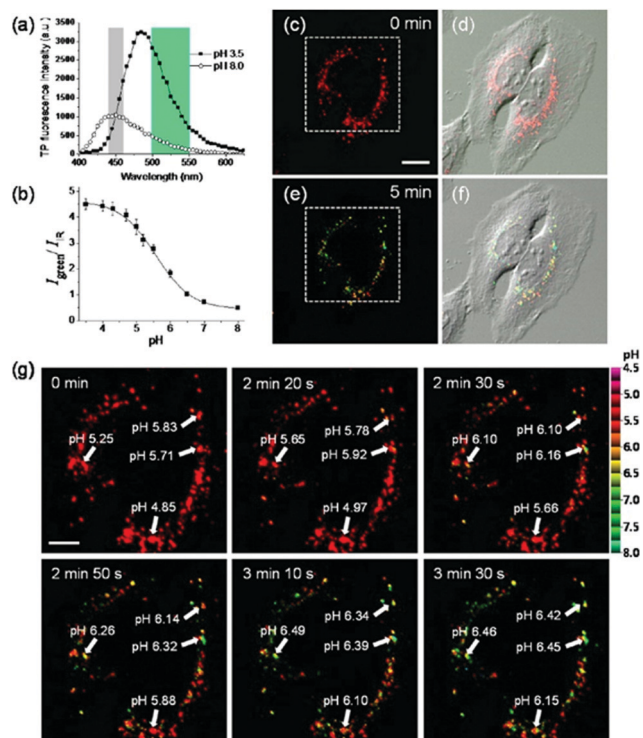 (a)
TP fluorescence intensity (a.u.)
3500
3000
2500
2000
1500
1000
500
0
pH 3.5
pH 8.0
400 450 500 550 600
Wavelength (nm)
(b)
Igreen/ IIR
5
4
3
2
1
0
4 5 6 7 8
pH
(c) 0 min
(d)
(e) 5 min
(f)
(g)
0 min
pH 5.83
pH 5.25
pH 5.71
pH 4.85
2 min 20 s
pH 5.78
pH 5.65
pH 5.92
pH 4.97
2 min 30 s
pH 6.10
pH 6.10
pH 6.16
pH 5.66
pH
4.5
5.0
5.5
6.0
6.5
7.0
7.5
8.0
2 min 50 s
pH 6.14
pH 6.26
pH 6.32
pH 5.88
3 min 10 s
pH 6.34
pH 6.49
pH 6.39
pH 6.10
3 min 30 s
pH 6.42
pH 6.46
pH 6.45
pH 6.15